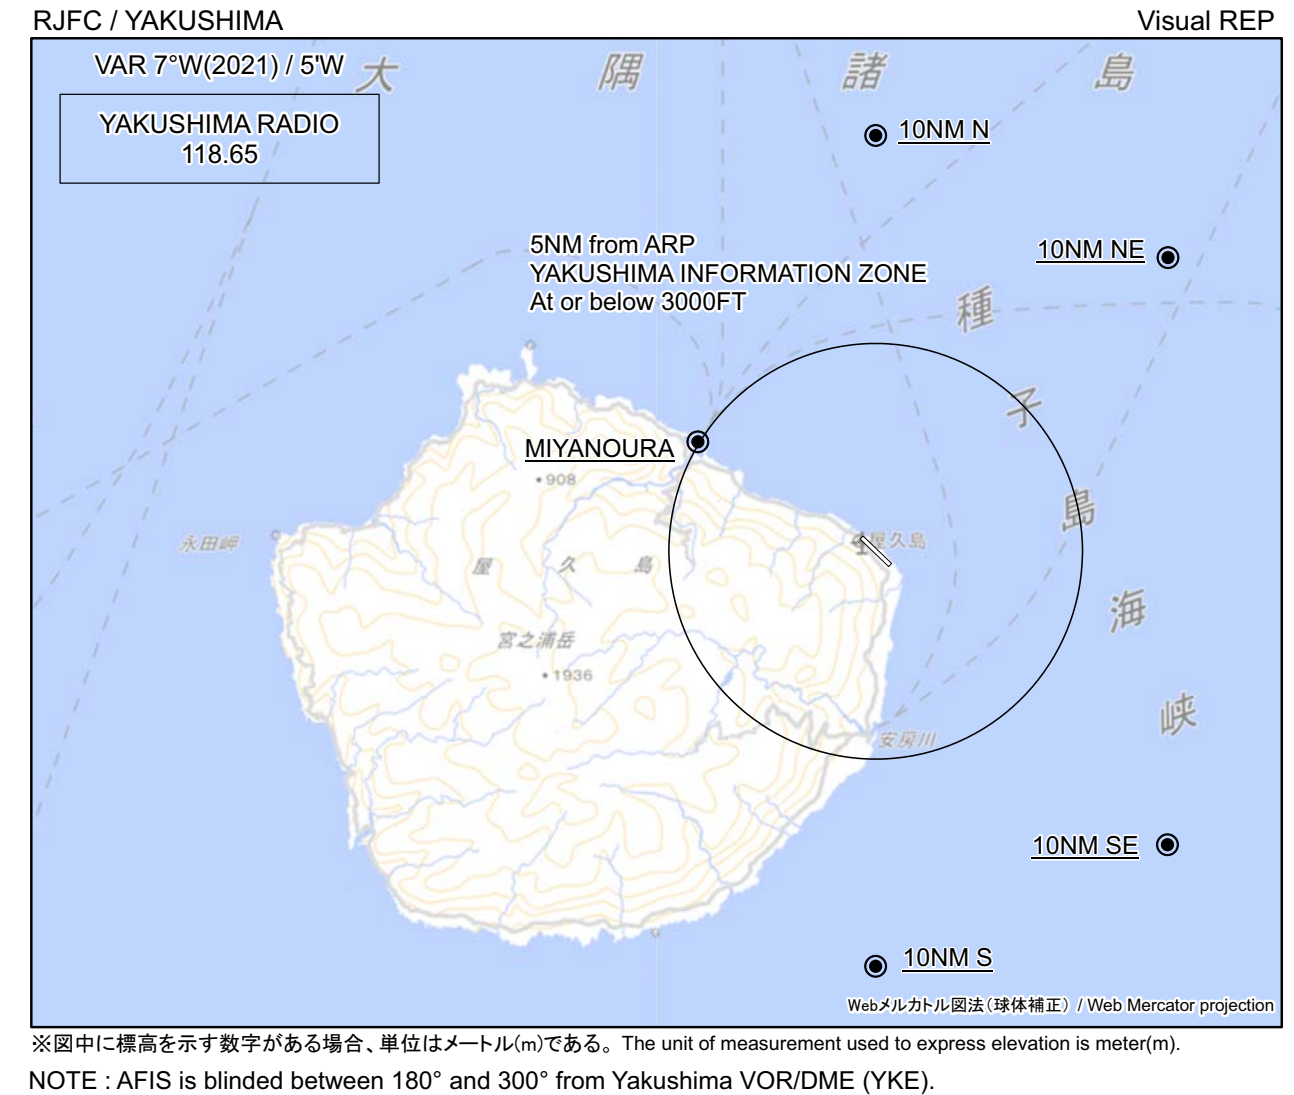 RJFC / YAKUSHIMA
Visual REP
VAR 7°W(2021) / 5'W
大隅諸島
YAKUSHIMA RADIO
118.65
10NM N
5NM from ARP
YAKUSHIMA INFORMATION ZONE
At or below 3000FT
10NM NE
種子島海峡
MIYANOURA
908
永田岬
屋久島
屋久島
宮之浦岳
1936
安房川
10NM SE
10NM S
Webメルカトル図法（球体補正） / Web Mercator projection
※図中に標高を示す数字がある場合、単位はメートル(m)である。 The unit of measurement used to express elevation is meter(m).
NOTE : AFIS is blinded between 180° and 300° from Yakushima VOR/DME (YKE).